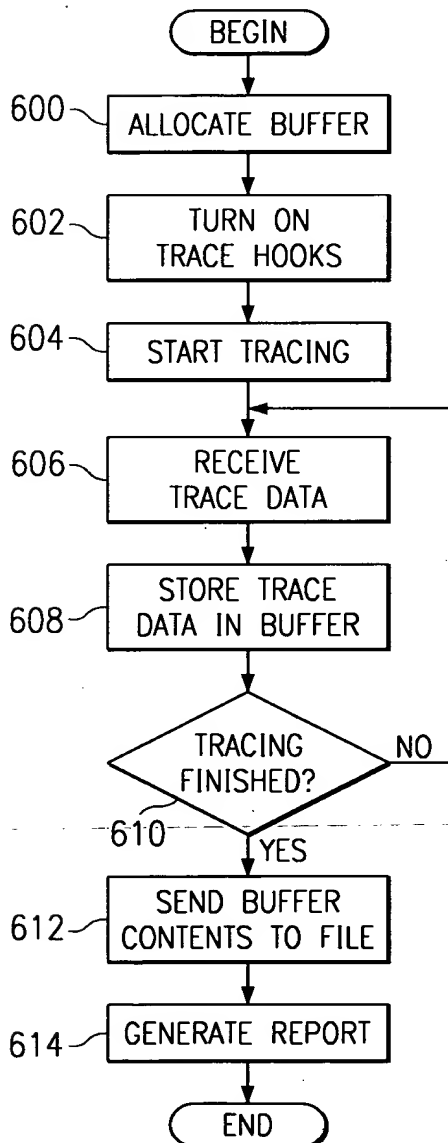 BEGIN
600
ALLOCATE BUFFER
602
TURN ON
TRACE HOOKS
604
START TRACING
606
RECEIVE
TRACE DATA
608
STORE TRACE
DATA IN BUFFER
TRACING
FINISHED?
NO
610
YES
612
SEND BUFFER
CONTENTS TO FILE
614
GENERATE REPORT
END